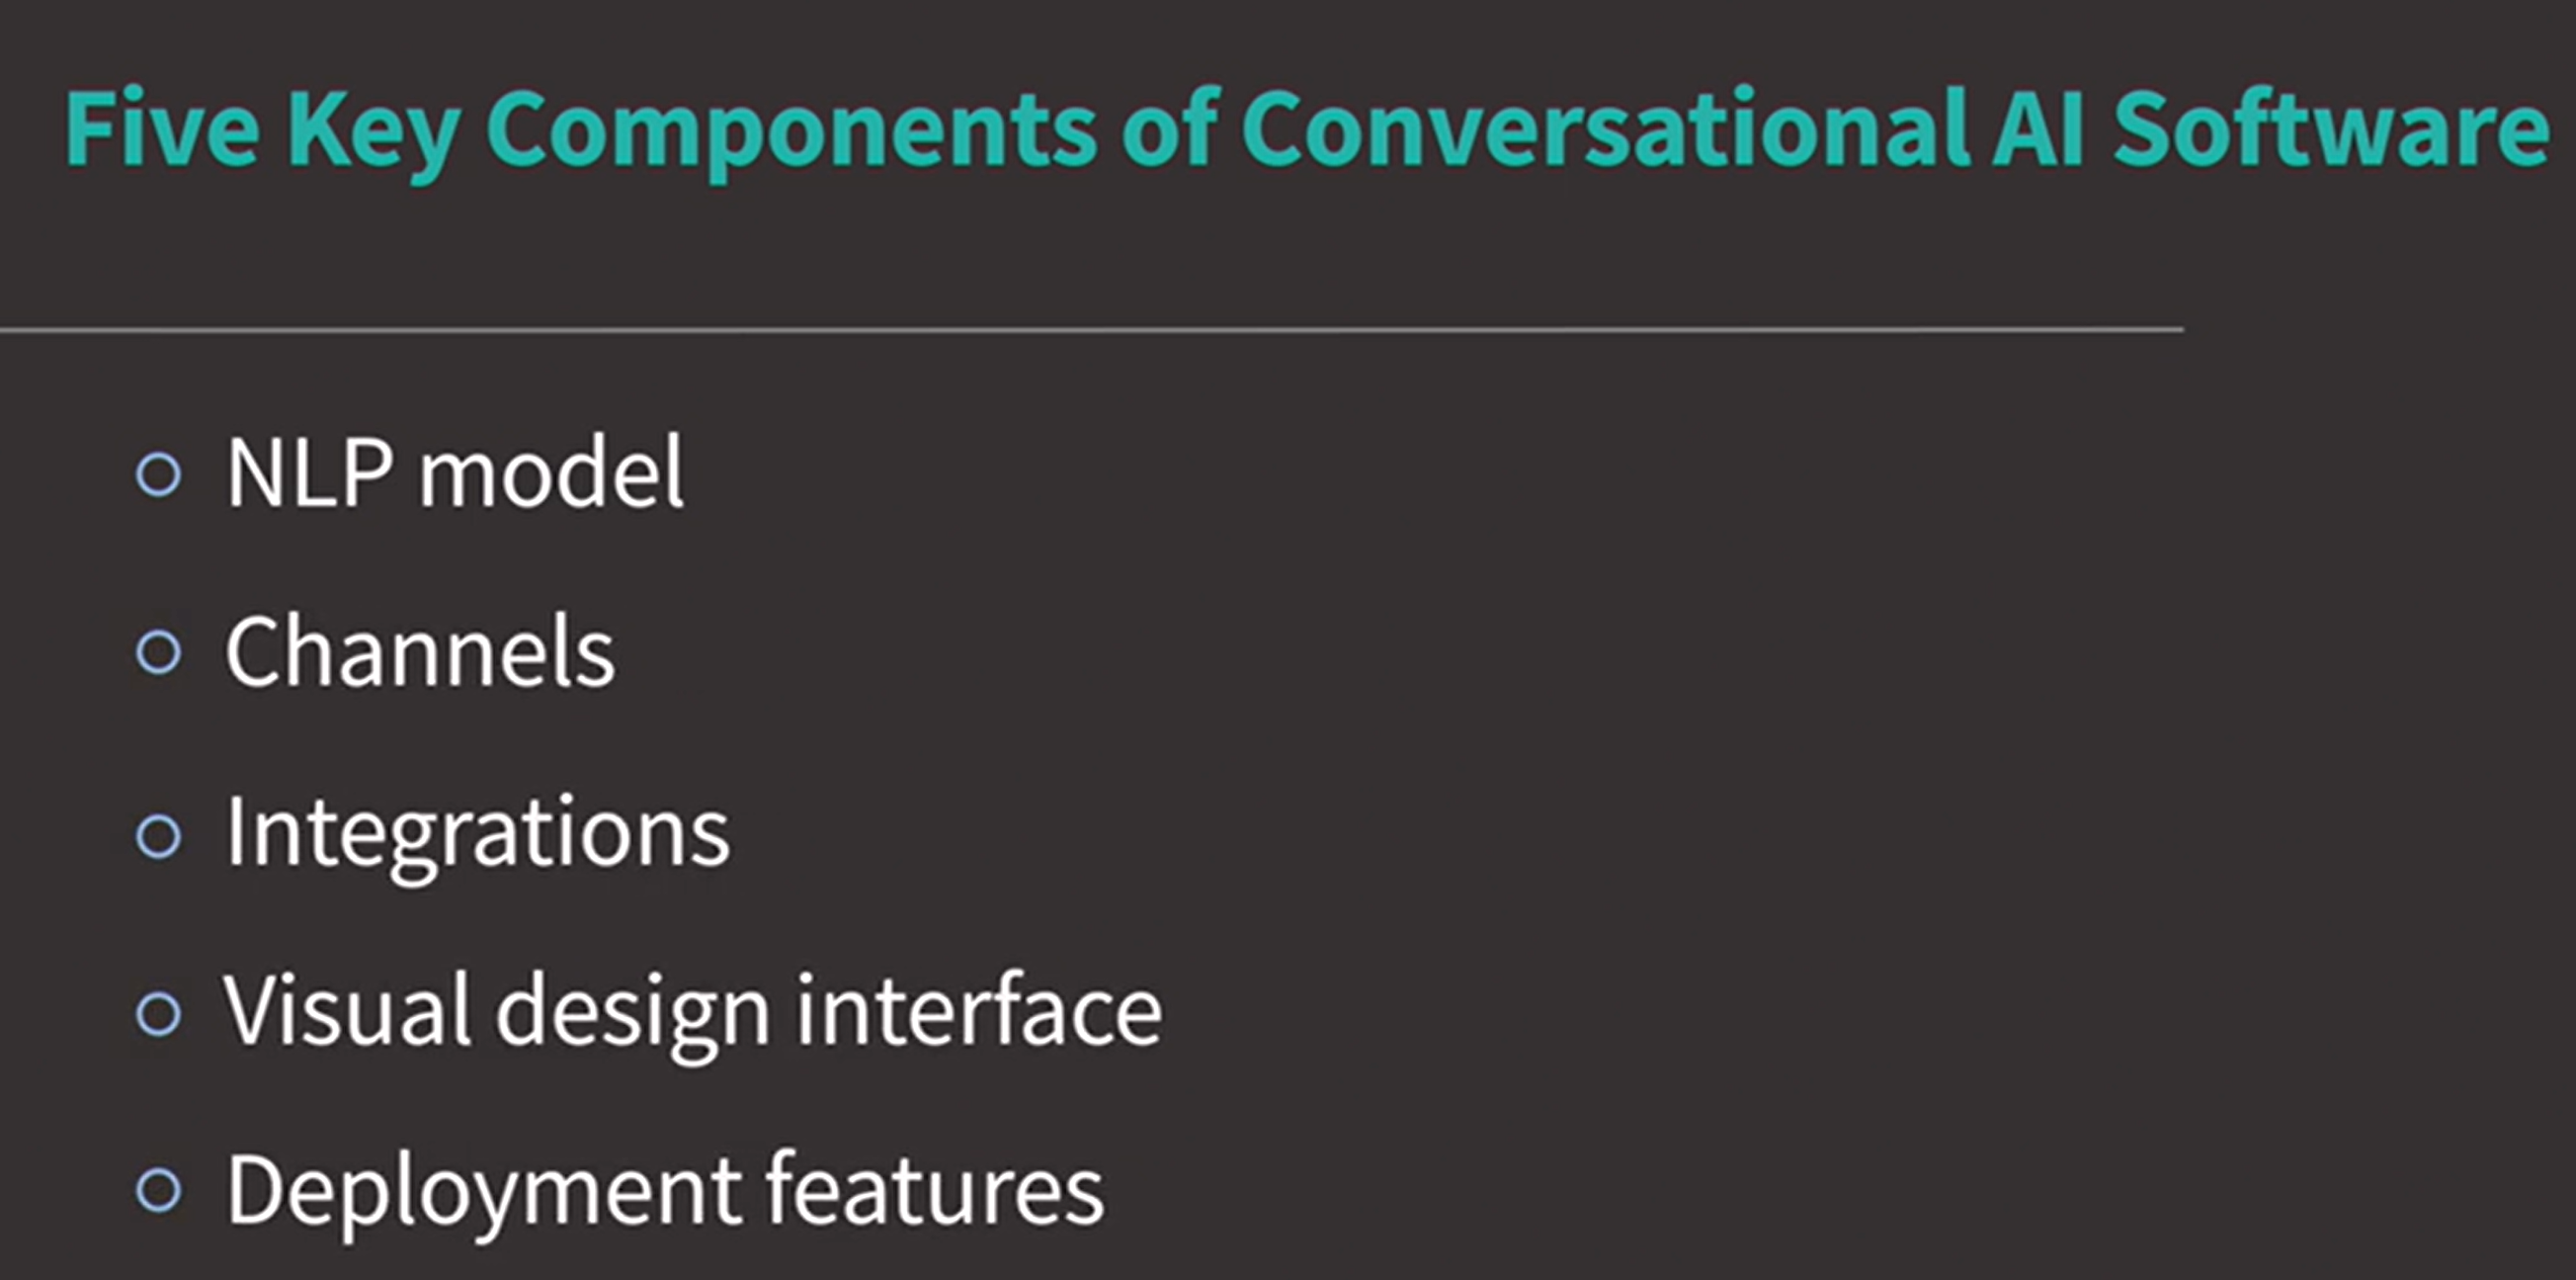 Five Key Components of Conversational AI Software
NLP model
Channels
Integrations
Visual design interface
Deployment features